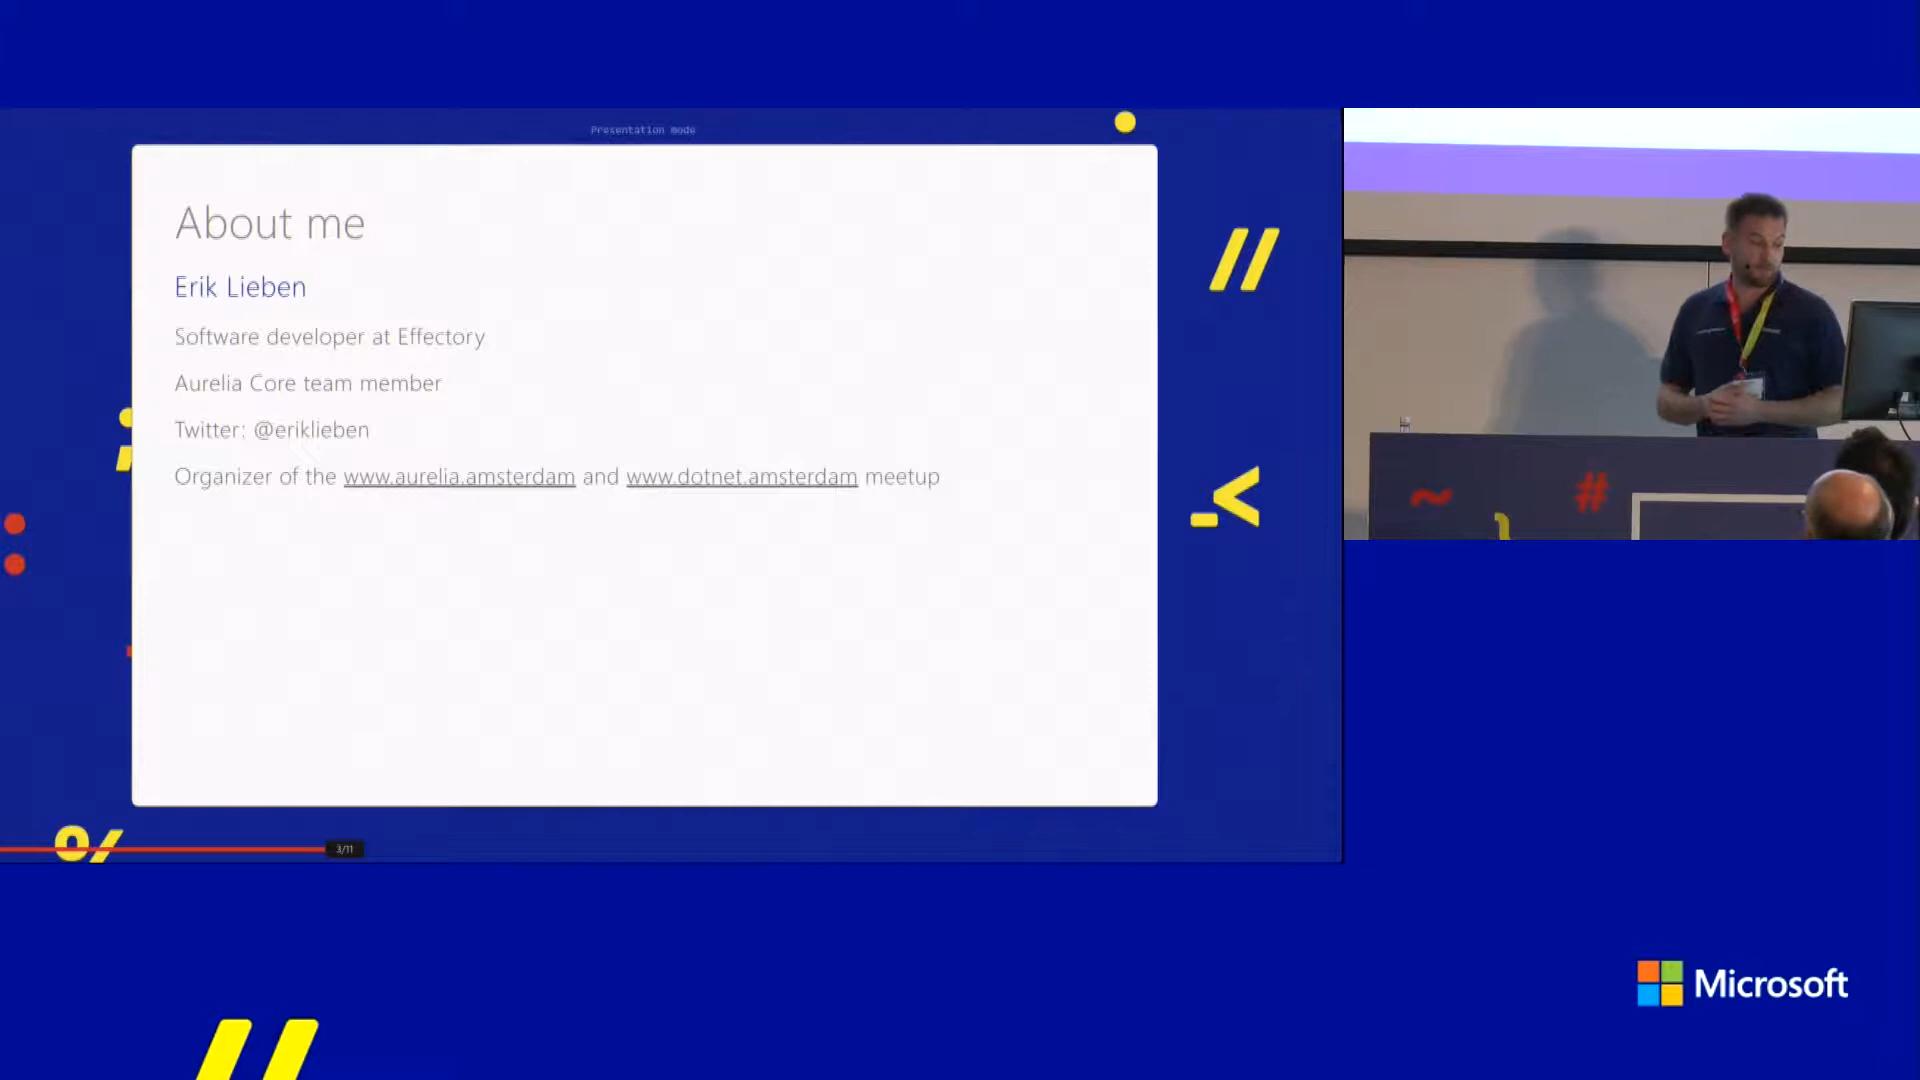 Presentation mode
About me
Erik Lieben
Software developer at Effectory
Aurelia Core team member
Twitter: @eriklieben
Organizer of the www.aurelia.amsterdam and www.dotnet.amsterdam meetup
3/11
Microsoft